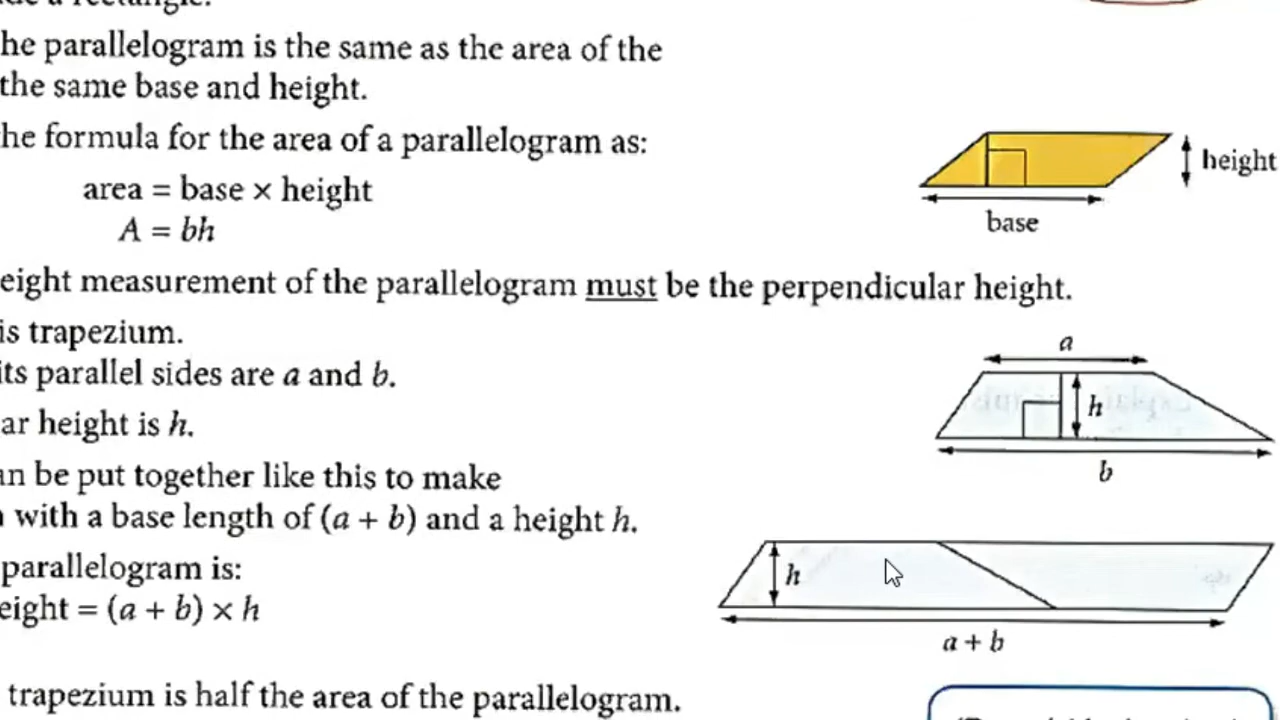 he parallelogram is the same as the area of the
the same base and height.
he formula for the area of a parallelogram as:
area = base × height
A = bh
height
base
eight measurement of the parallelogram must be the perpendicular height.
is trapezium.
its parallel sides are a and b.
ar height is h.
a
h
b
an be put together like this to make
with a base length of (a + b) and a height h.
parallelogram is:
eight = (a + b) × h
h
a + b
trapezium is half the area of the parallelogram.